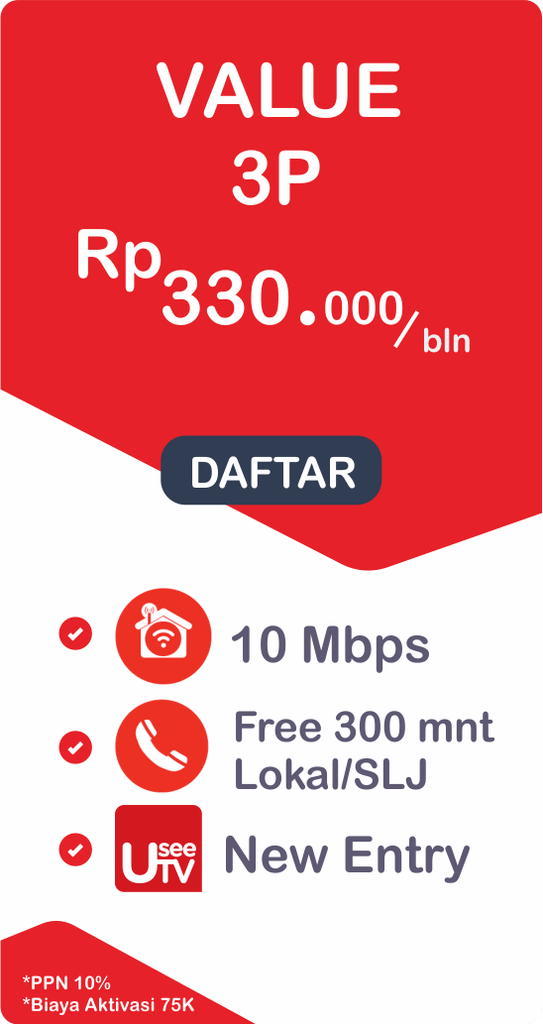 VALUE
3P
Rp330.000/bln
DAFTAR
10 Mbps
Free 300 mnt
Lokal/SLJ
UseeTV
New Entry
*PPN 10%
*Biaya Aktivasi 75K